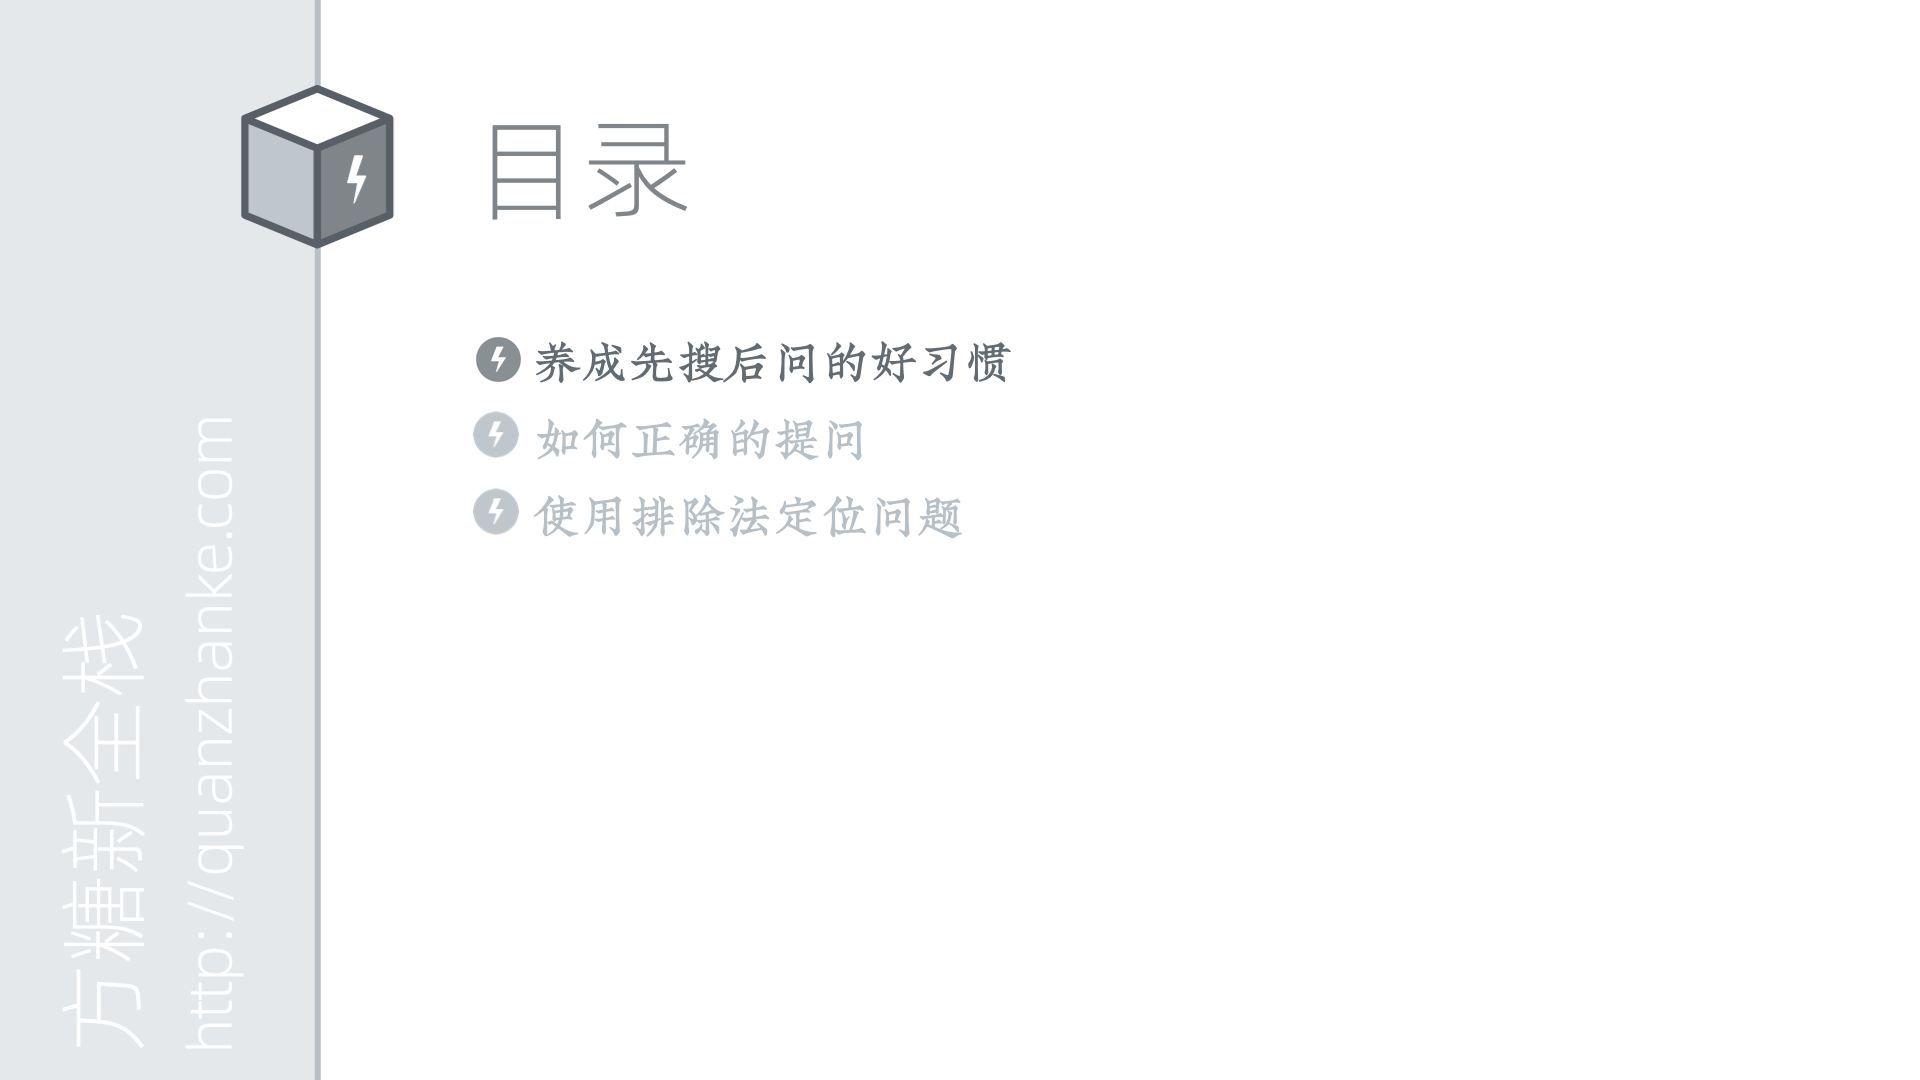 目录
养成先搜后问的好习惯
如何正确的提问
使用排除法定位问题
方糖新全栈
http://quanzhanke.com